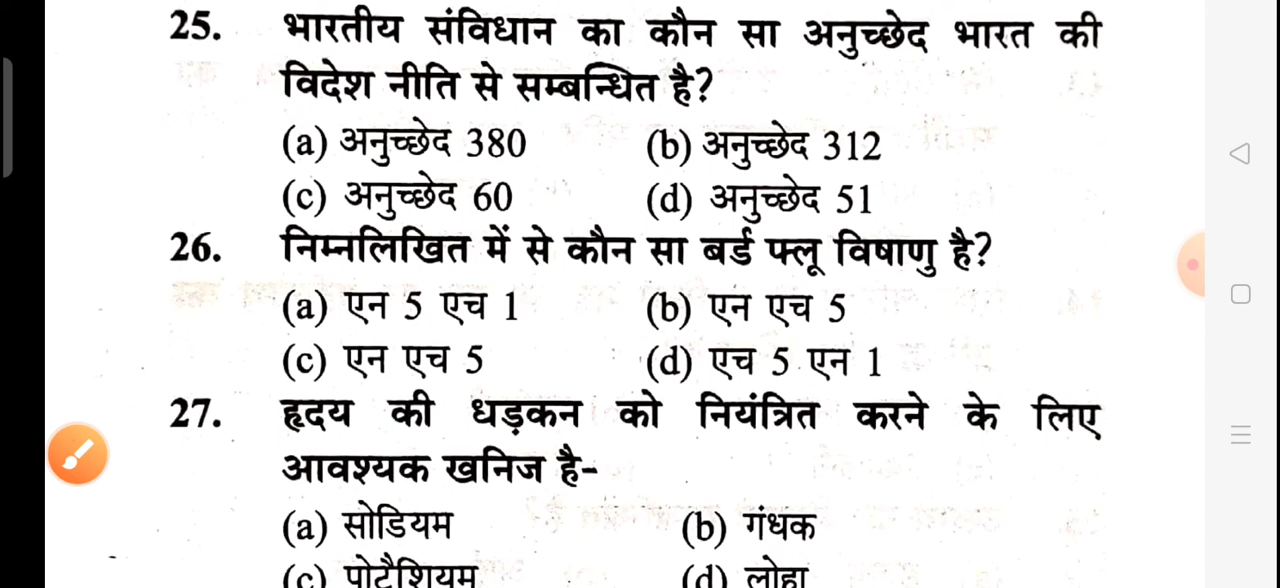 25. भारतीय संविधान का कौन सा अनुच्छेद भारत की
विदेश नीति से सम्बन्धित है?
(a) अनुच्छेद 380 (b) अनुच्छेद 312
(c) अनुच्छेद 60 (d) अनुच्छेद 51
26. निम्नलिखित में से कौन सा बर्ड फ्लू विषाणु है?
(a) एन 5 एच 1 (b) एन एच 5
(c) एन एच 5 (d) एच 5 एन 1
27. हृदय की धड़कन को नियंत्रित करने के लिए
आवश्यक खनिज है-
(a) सोडियम (b) गंधक
(c) पोटैशियम (d) लोहा